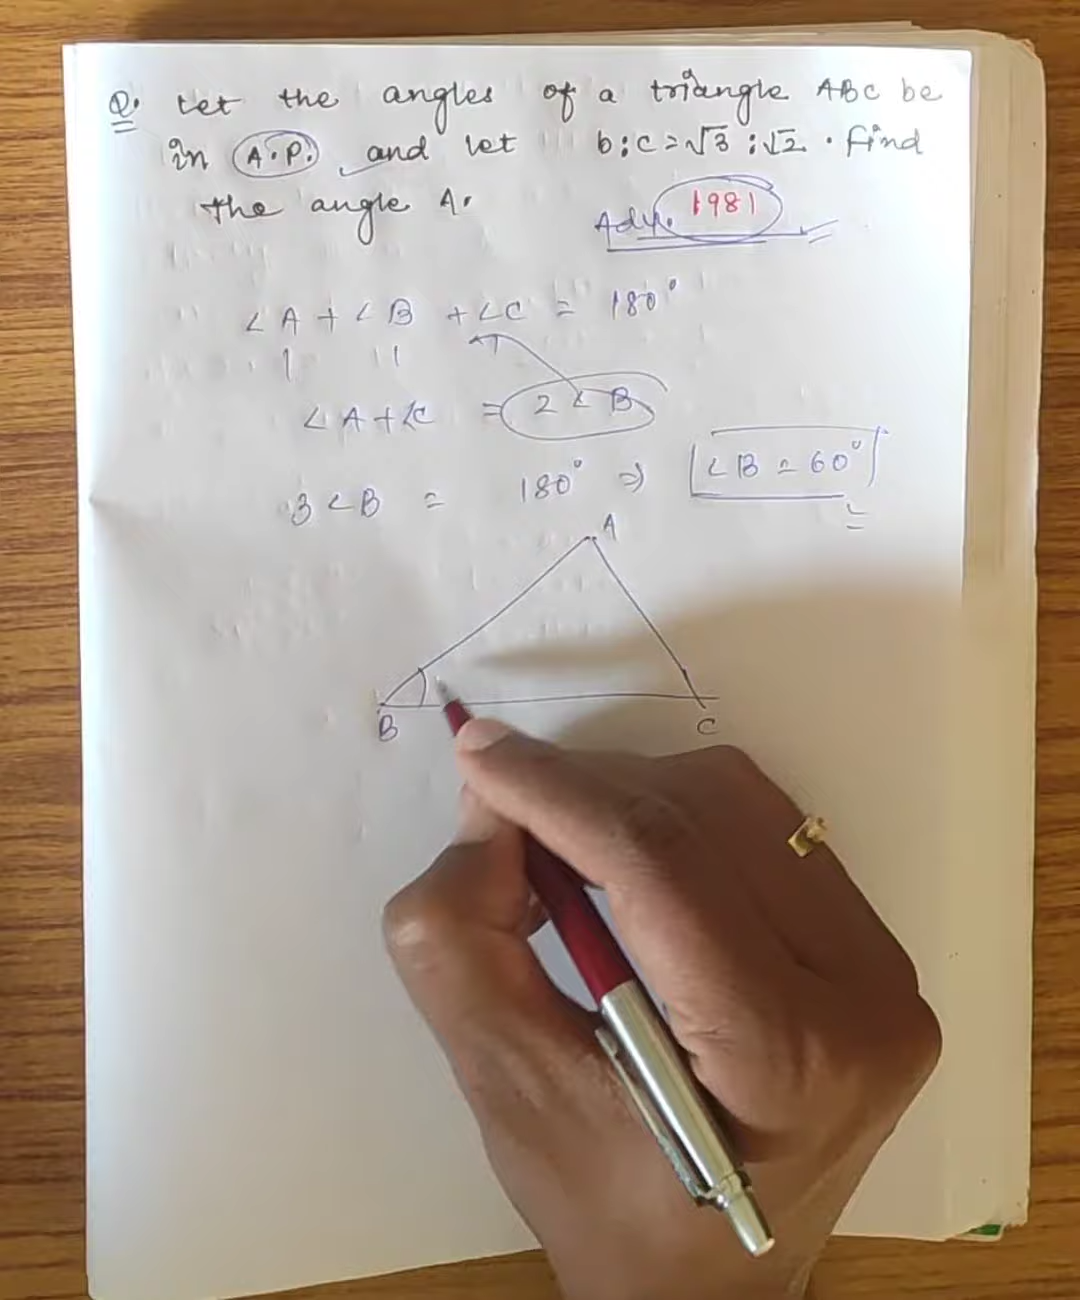 Q. Let the angles of a triangle ABC be
in A.P. and let b:c=√3:√2. find
the angle A.
Adv. 1981
∠A+∠B+∠C = 180°
∠A+∠C = 2∠B
3∠B = 180° ⇒ ∠B = 60°
A
B C